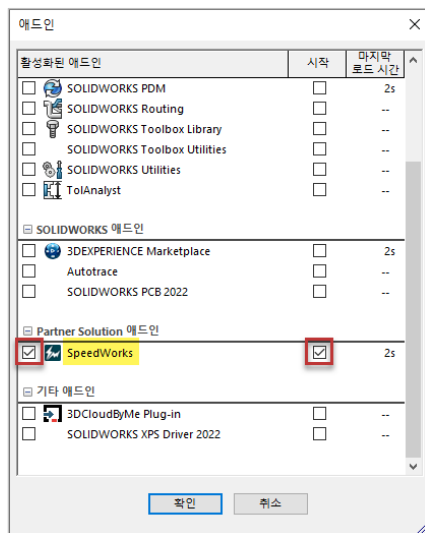 애드인
활성화된 애드인 시작 마지막 로드 시간
SOLIDWORKS PDM 2s
SOLIDWORKS Routing --
SOLIDWORKS Toolbox Library --
SOLIDWORKS Toolbox Utilities --
SOLIDWORKS Utilities --
TolAnalyst --
SOLIDWORKS 애드인
3DEXPERIENCE Marketplace 2s
Autotrace --
SOLIDWORKS PCB 2022 --
Partner Solution 애드인
SpeedWorks 2s
기타 애드인
3DCloudByMe Plug-in --
SOLIDWORKS XPS Driver 2022 --
확인 취소